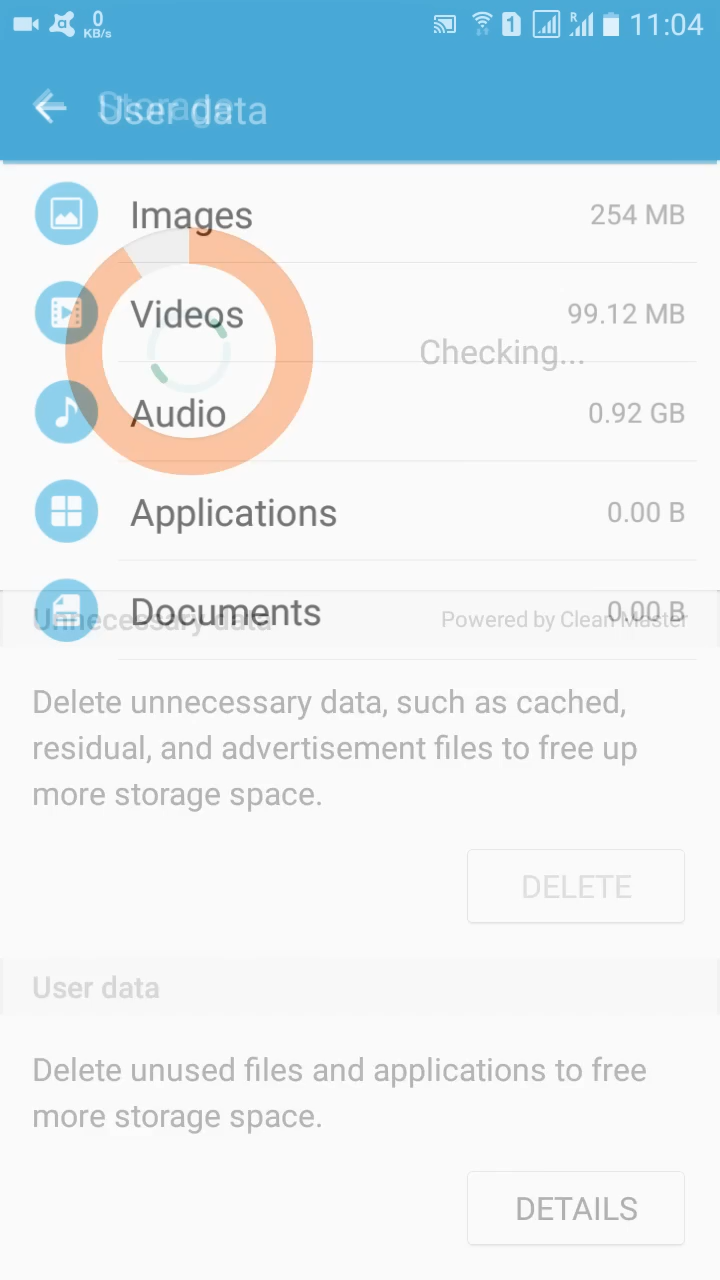 0
KB/s
1
R
11:04
Storage
User data
Images
254 MB
Videos
99.12 MB
Checking...
Audio
0.92 GB
Applications
0.00 B
Documents
0.00 B
Unnecessary data
Powered by Clean Master
Delete unnecessary data, such as cached,
residual, and advertisement files to free up
more storage space.
DELETE
User data
Delete unused files and applications to free
more storage space.
DETAILS